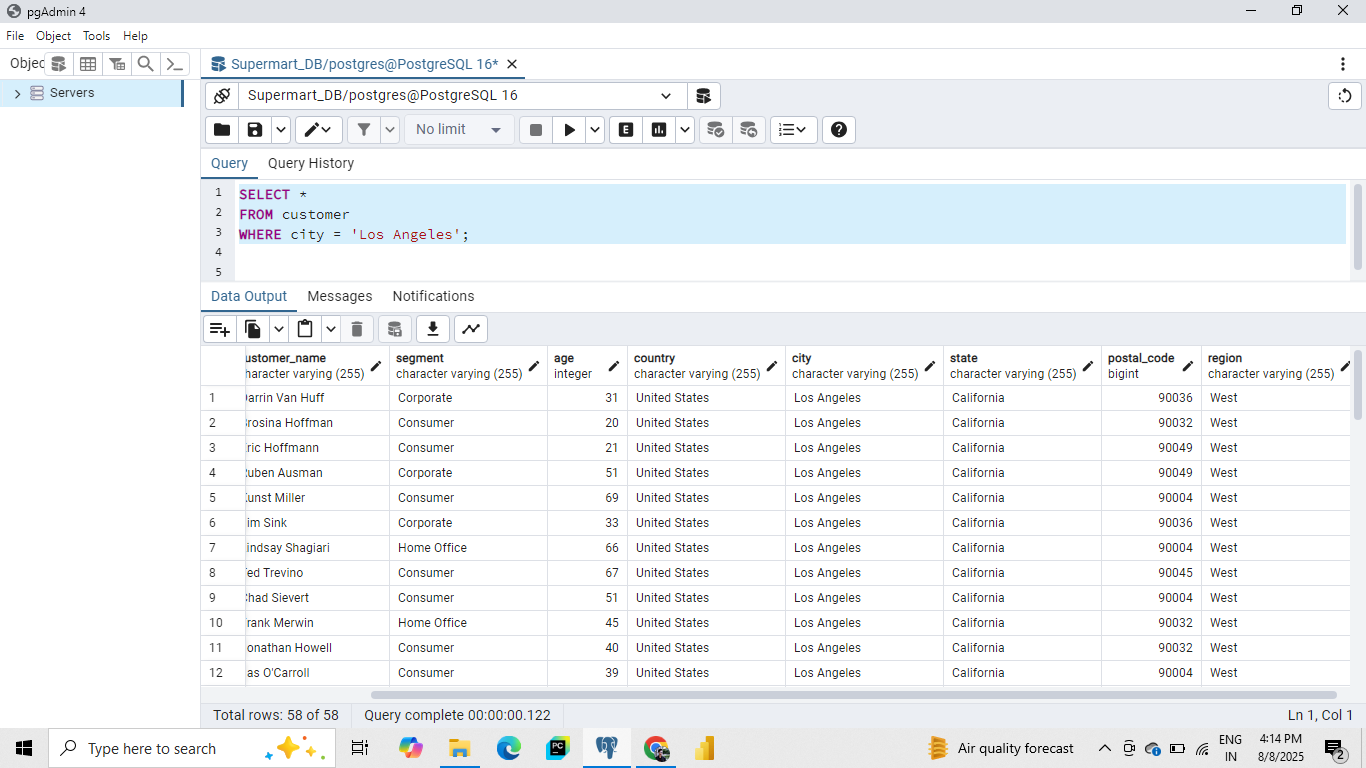 pgAdmin 4
File Object Tools Help
Objec
Supermart_DB/postgres@PostgreSQL 16*
Servers
Supermart_DB/postgres@PostgreSQL 16
No limit
E
Query Query History
1 SELECT *
2 FROM customer
3 WHERE city = 'Los Angeles';
4
5
Data Output Messages Notifications
ustomer_name segment age country city state postal_code region
haracter varying (255) character varying (255) integer character varying (255) character varying (255) character varying (255) bigint character varying (255)
1 Darrin Van Huff Corporate 31 United States Los Angeles California 90036 West
2 Brosina Hoffman Consumer 20 United States Los Angeles California 90032 West
3 ric Hoffmann Consumer 21 United States Los Angeles California 90049 West
4 Ruben Ausman Corporate 51 United States Los Angeles California 90049 West
5 Kunst Miller Consumer 69 United States Los Angeles California 90004 West
6 im Sink Corporate 33 United States Los Angeles California 90036 West
7 indsay Shagiari Home Office 66 United States Los Angeles California 90004 West
8 Ted Trevino Consumer 67 United States Los Angeles California 90045 West
9 Chad Sievert Consumer 51 United States Los Angeles California 90004 West
10 rank Merwin Home Office 45 United States Los Angeles California 90032 West
11 onathan Howell Consumer 40 United States Los Angeles California 90032 West
12 as O'Carroll Consumer 39 United States Los Angeles California 90004 West
Total rows: 58 of 58 Query complete 00:00:00.122 Ln 1, Col 1
Type here to search
PC
Air quality forecast
ENG
IN
4:14 PM
8/8/2025
2